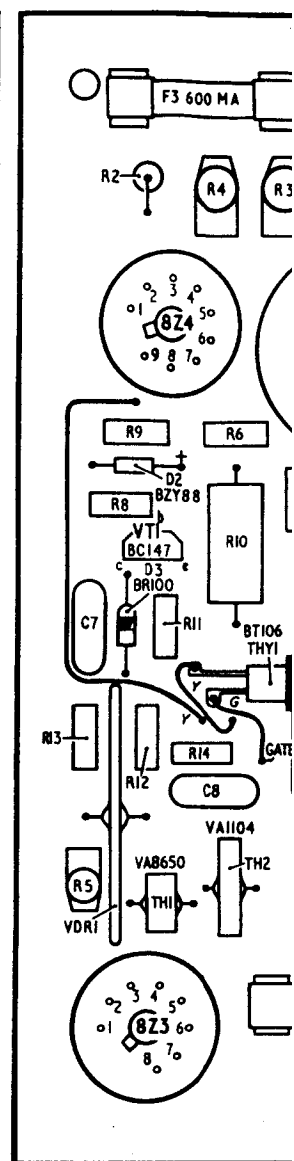 F3 600 MA
R2
R4
R3
3
2
4
1
8Z4
5
6
9 8 7
R9
R6
D2
+
BZY88
R8
b
VT1
BC147
R10
c
e
D3
BR100
C7
R11
BT106
THY1
Y
G
Y
R13
R12
R14
GATE
C8
VA1104
VA8650
TH2
R5
TH1
VDR1
3 4
2
5
1
8Z3
6
8
7